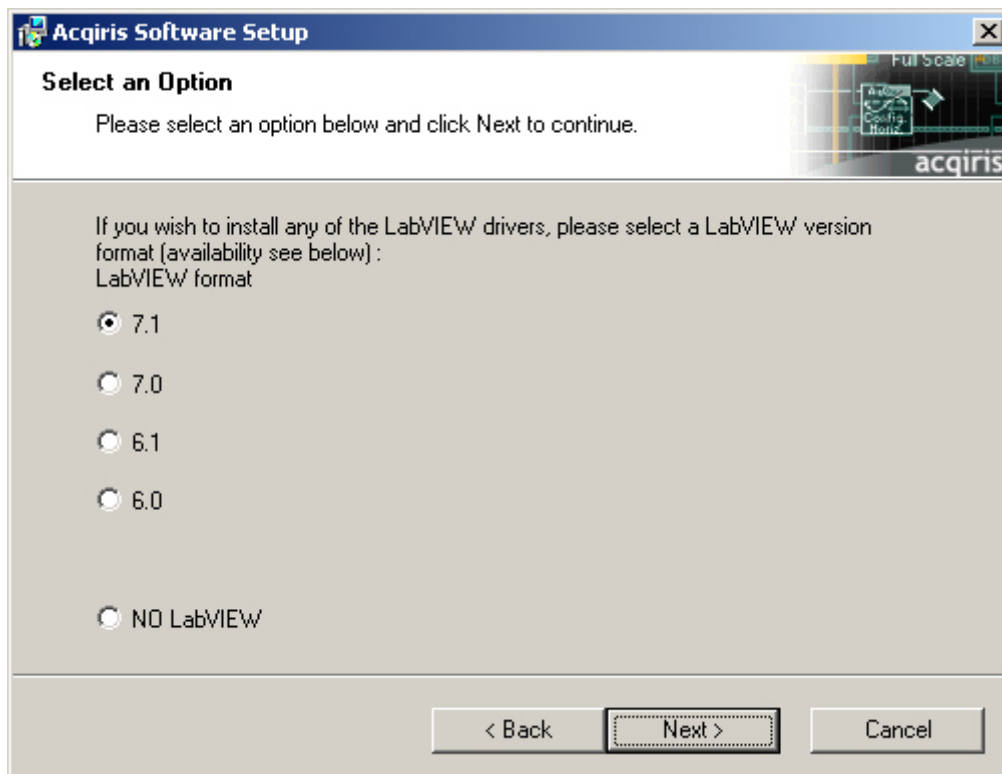 Acqiris Software Setup
Select an Option
Please select an option below and click Next to continue.
Full Scale
Config.
Horiz.
acqiris
If you wish to install any of the LabVIEW drivers, please select a LabVIEW version
format (availability see below) :
LabVIEW format
7.1
7.0
6.1
6.0
NO LabVIEW
< Back
Next >
Cancel